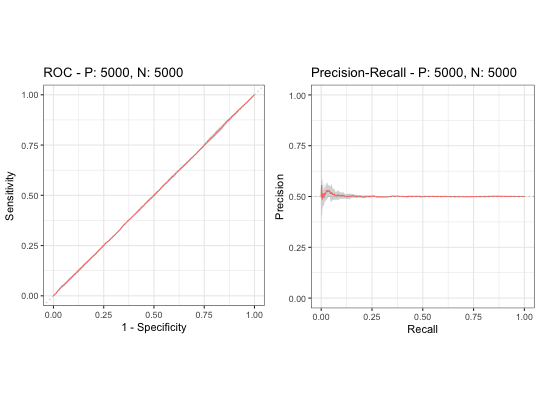 ROC - P: 5000, N: 5000
1.00
0.75
0.50
0.25
0.00
Sensitivity
0.00 0.25 0.50 0.75 1.00
1 - Specificity
Precision-Recall - P: 5000, N: 5000
1.00
0.75
0.50
0.25
0.00
Precision
0.00 0.25 0.50 0.75 1.00
Recall